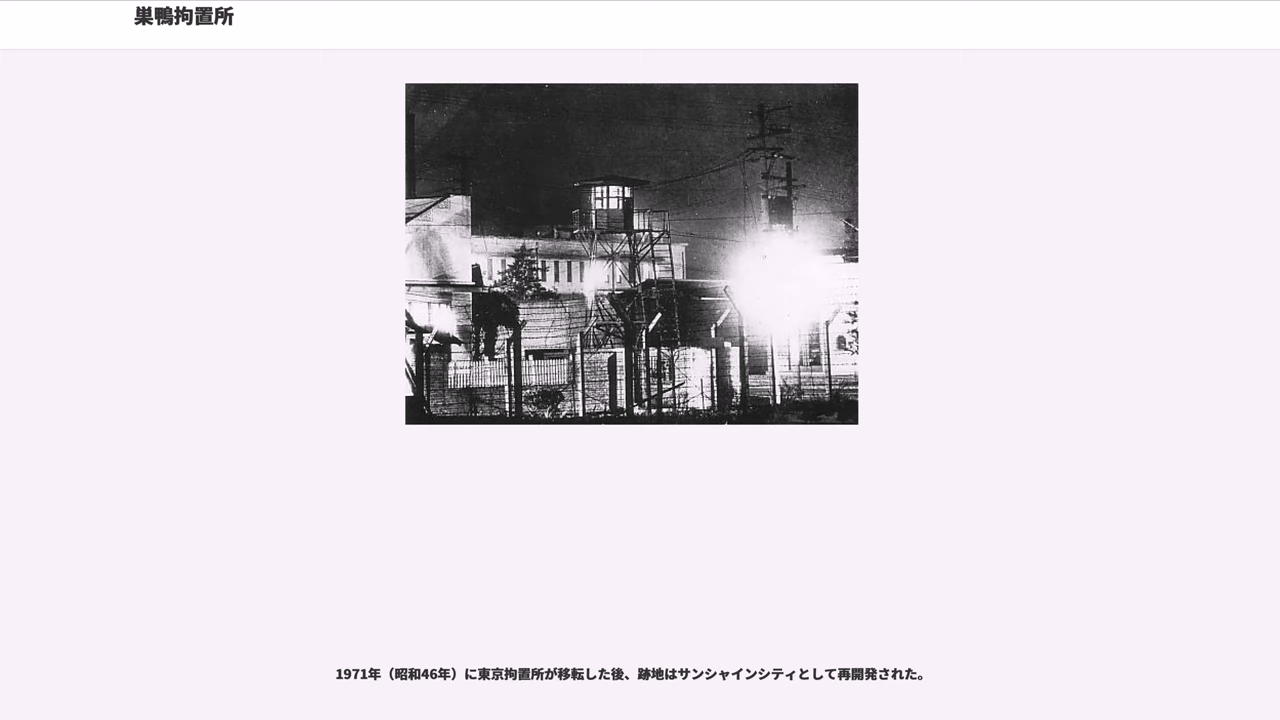 巣鴨拘置所
1971年（昭和46年）に東京拘置所が移転した後、跡地はサンシャインシティとして再開発された。